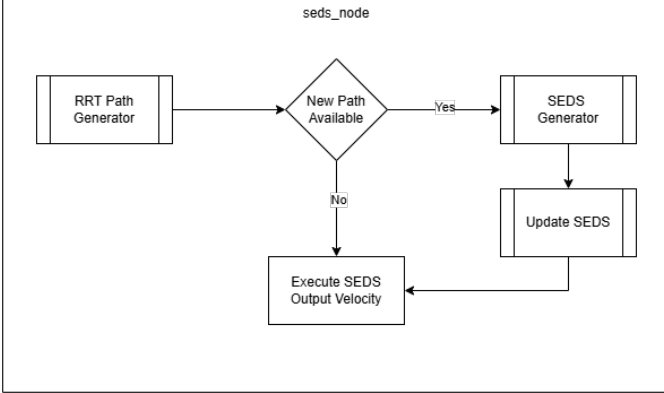 seds_node
RRT Path
Generator
New Path
Available
Yes
SEDS
Generator
No
Update SEDS
Execute SEDS
Output Velocity